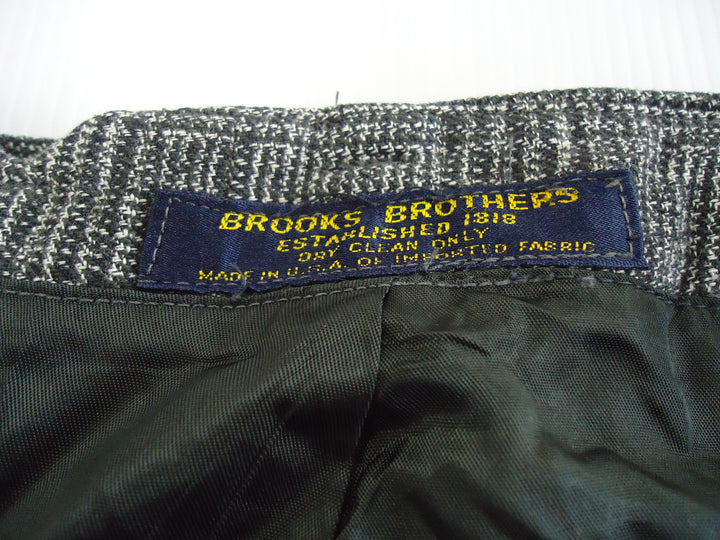 BROOKS BROTHERS
ESTABLISHED 1818
DRY CLEAN ONLY
MADE IN U.S.A. OF IMPORTED FABRIC